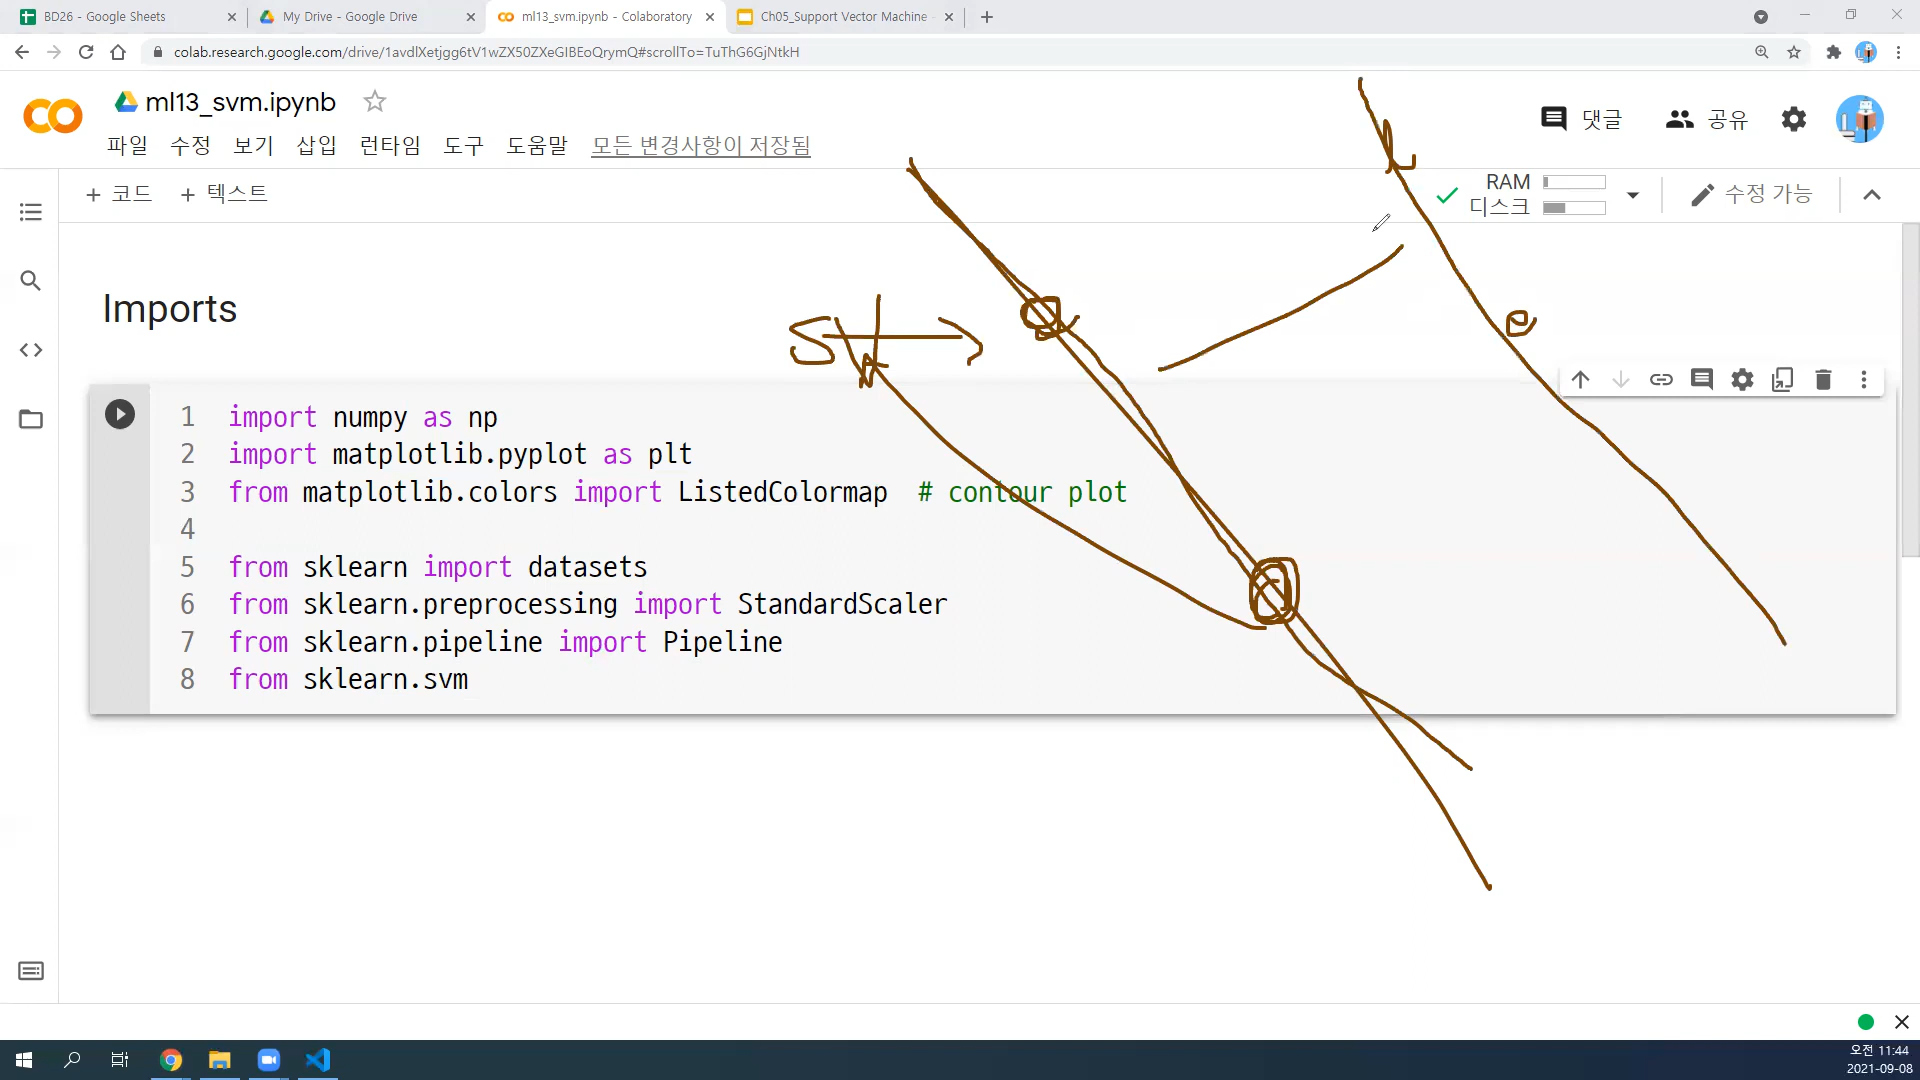 BD26 - Google Sheets
My Drive - Google Drive
ml13_svm.ipynb - Colaboratory
Ch05_Support Vector Machine
colab.research.google.com/drive/1avdlXetjgg6tV1wZX50ZXeGIBEoQrymQ#scrollTo=TuThG6GjNtkH
ml13_svm.ipynb
댓글
공유
파일 수정 보기 삽입 런타임 도구 도움말 모든 변경사항이 저장됨
+ 코드 + 텍스트
RAM
디스크
수정 가능
Imports
1 import numpy as np
2 import matplotlib.pyplot as plt
3 from matplotlib.colors import ListedColormap # contour plot
4
5 from sklearn import datasets
6 from sklearn.preprocessing import StandardScaler
7 from sklearn.pipeline import Pipeline
8 from sklearn.svm
오전 11:44
2021-09-08